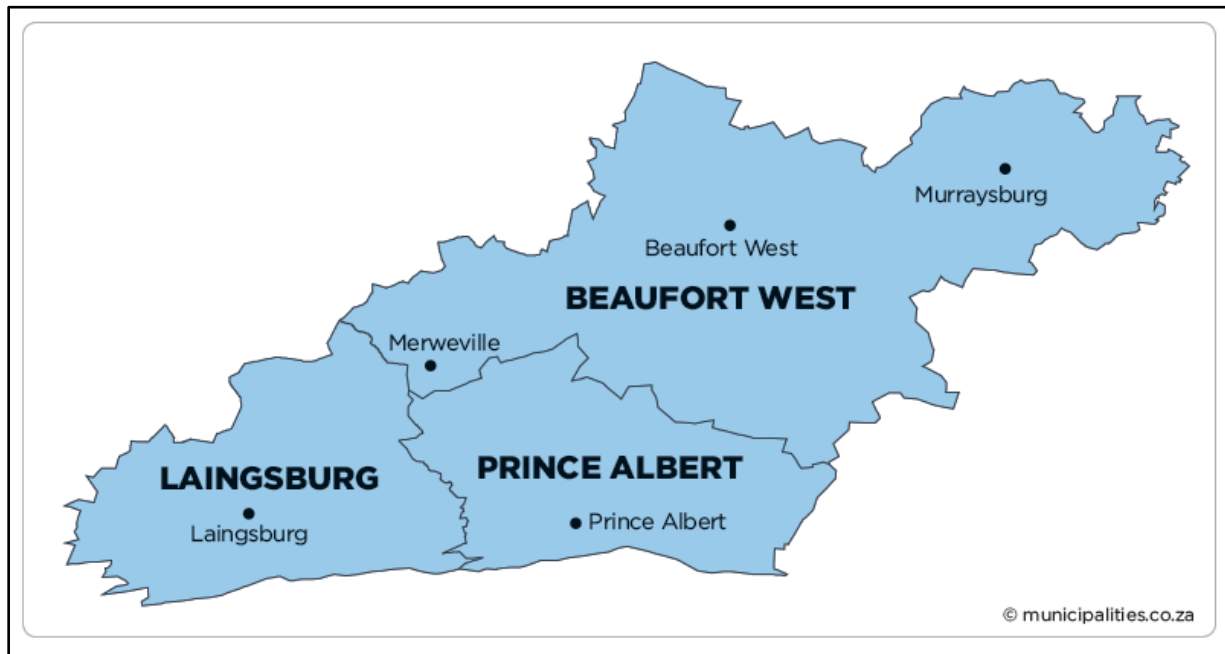 Murraysburg
Beaufort West
BEAUFORT WEST
Merweville
PRINCE ALBERT
LAINGSBURG
Prince Albert
Laingsburg
© municipalities.co.za